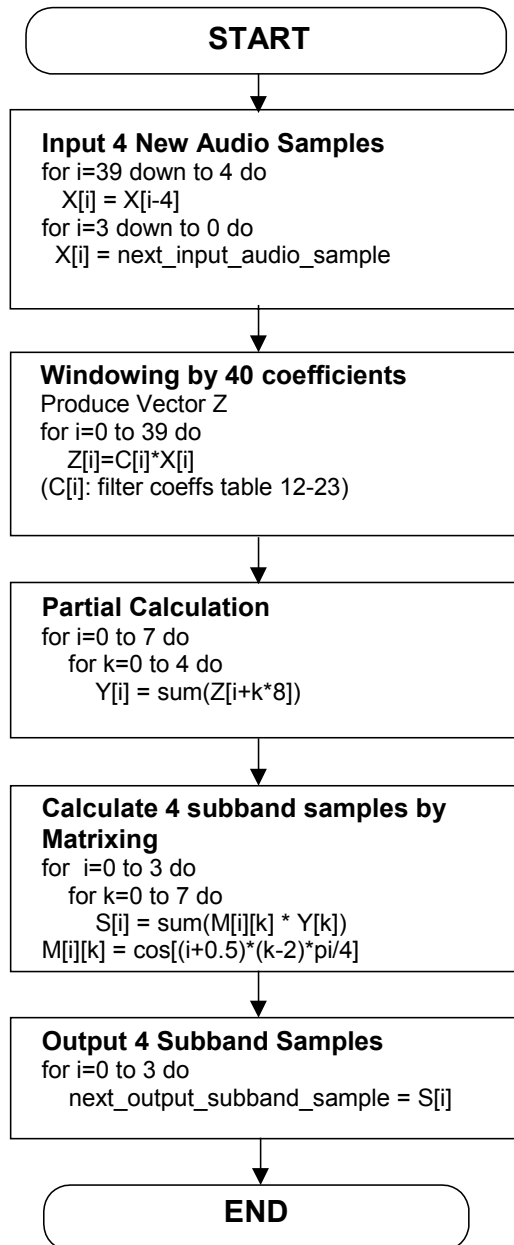 START
Input 4 New Audio Samples
for i=39 down to 4 do
X[i] = X[i-4]
for i=3 down to 0 do
X[i] = next_input_audio_sample
Windowing by 40 coefficients
Produce Vector Z
for i=0 to 39 do
Z[i]=C[i]*X[i]
(C[i]: filter coeffs table 12-23)
Partial Calculation
for i=0 to 7 do
for k=0 to 4 do
Y[i] = sum(Z[i+k*8])
Calculate 4 subband samples by
Matrixing
for i=0 to 3 do
for k=0 to 7 do
S[i] = sum(M[i][k] * Y[k])
M[i][k] = cos[(i+0.5)*(k-2)*pi/4]
Output 4 Subband Samples
for i=0 to 3 do
next_output_subband_sample = S[i]
END